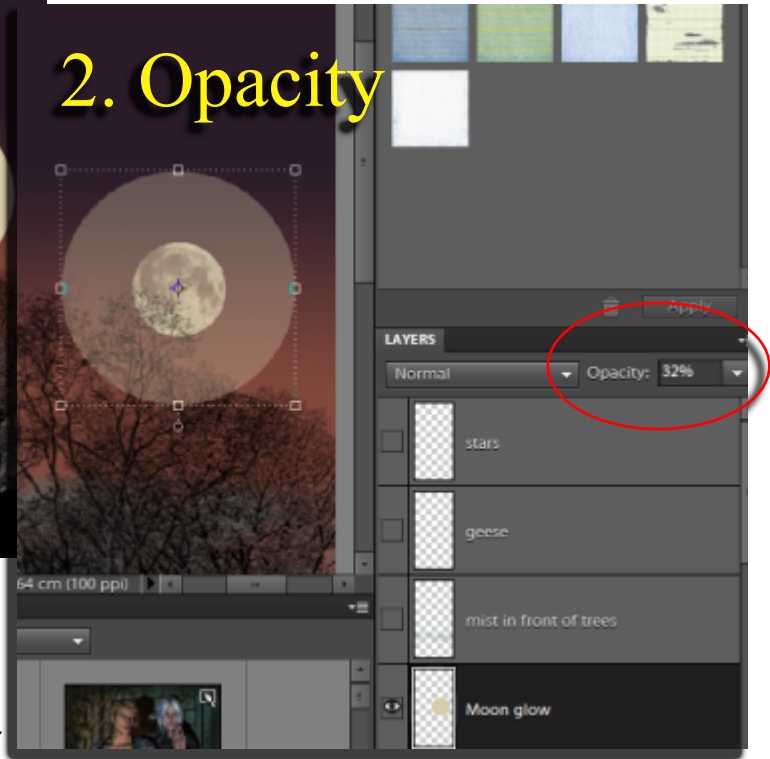 2. Opacity
Apply
LAYERS
Normal
Opacity: 32%
stars
geese
mist in front of trees
Moon glow
64 cm (100 ppi)